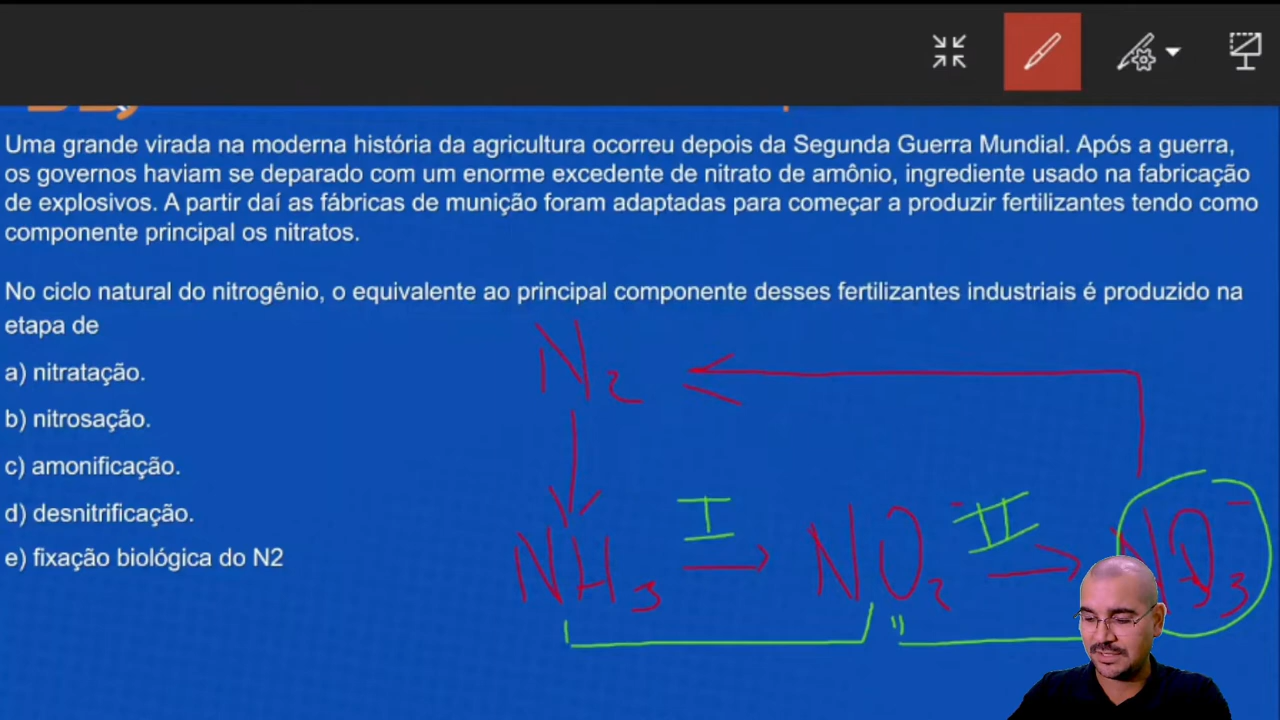 Uma grande virada na moderna história da agricultura ocorreu depois da Segunda Guerra Mundial. Após a guerra,
os governos haviam se deparado com um enorme excedente de nitrato de amônio, ingrediente usado na fabricação
de explosivos. A partir daí as fábricas de munição foram adaptadas para começar a produzir fertilizantes tendo como
componente principal os nitratos.
No ciclo natural do nitrogênio, o equivalente ao principal componente desses fertilizantes industriais é produzido na
etapa de
a) nitratação.
b) nitrosação.
c) amonificação.
d) desnitrificação.
e) fixação biológica do N2
N2
I
II
NH3 → NO2⁻ → NO3⁻